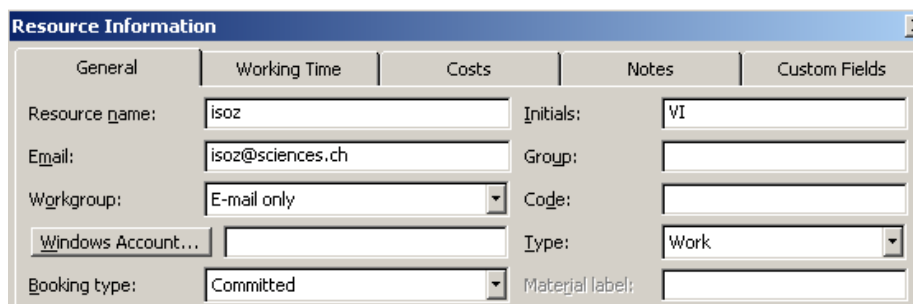 Resource Information
General Working Time Costs Notes Custom Fields
Resource name: isoz Initials: VI
Email: isoz@sciences.ch Group:
Workgroup: E-mail only Code:
Windows Account... Type: Work
Booking type: Committed Material label: